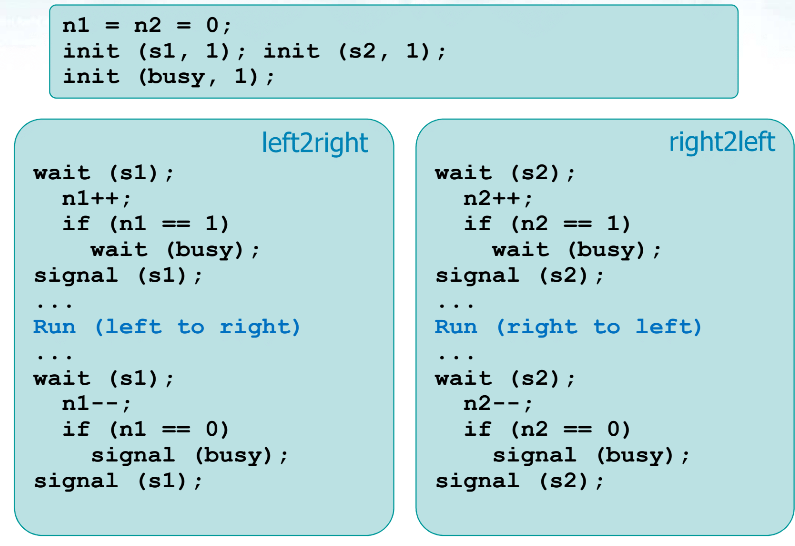 n1 = n2 = 0;
init (s1, 1); init (s2, 1);
init (busy, 1);
left2right
wait (s1);
n1++;
if (n1 == 1)
wait (busy);
signal (s1);
...
Run (left to right)
...
wait (s1);
n1--;
if (n1 == 0)
signal (busy);
signal (s1);
right2left
wait (s2);
n2++;
if (n2 == 1)
wait (busy);
signal (s2);
...
Run (right to left)
...
wait (s2);
n2--;
if (n2 == 0)
signal (busy);
signal (s2);